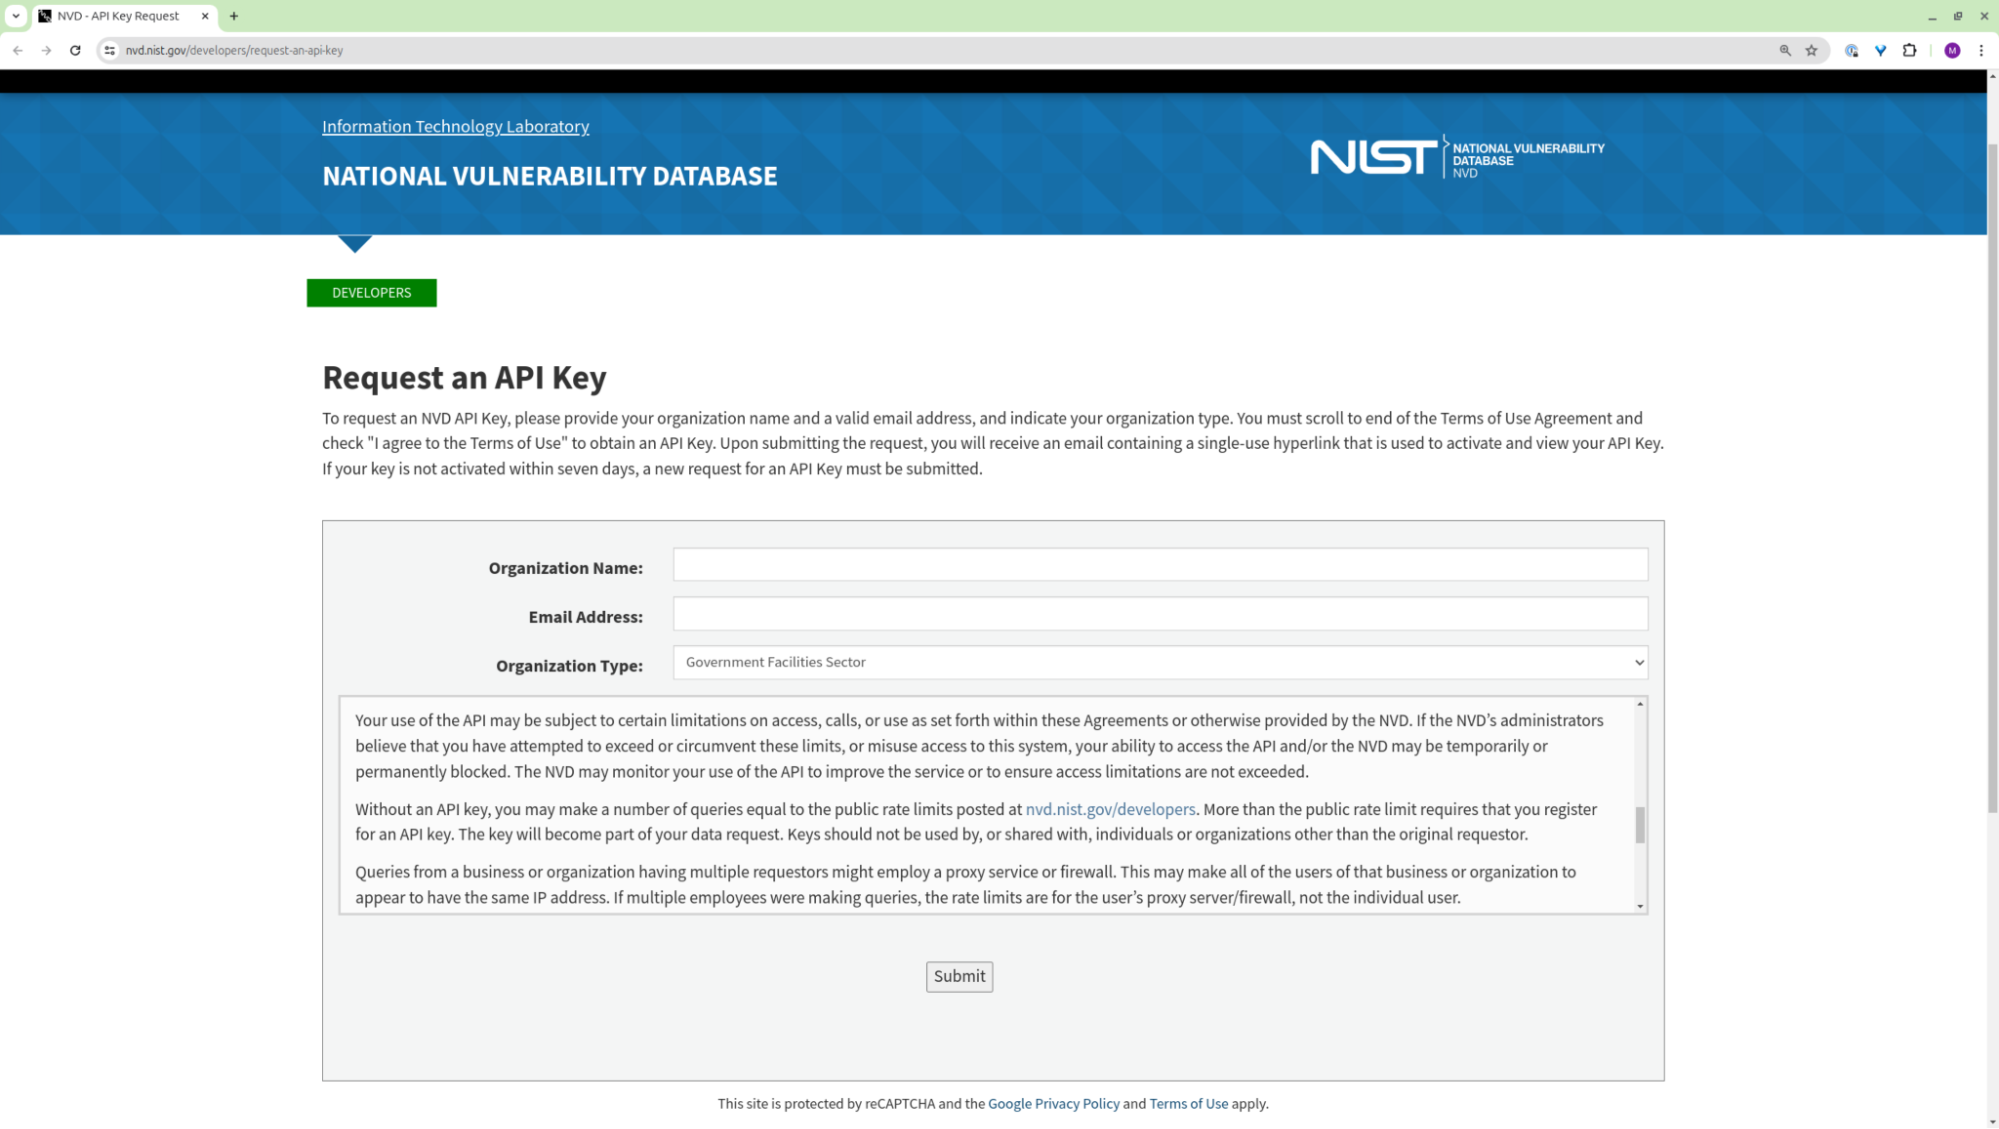 NVD - API Key Request
nvd.nist.gov/developers/request-an-api-key
M
Information Technology Laboratory
NATIONAL VULNERABILITY DATABASE
NIST
NATIONAL VULNERABILITY
DATABASE
NVD
DEVELOPERS
Request an API Key
To request an NVD API Key, please provide your organization name and a valid email address, and indicate your organization type. You must scroll to end of the Terms of Use Agreement and
check "I agree to the Terms of Use" to obtain an API Key. Upon submitting the request, you will receive an email containing a single-use hyperlink that is used to activate and view your API Key.
If your key is not activated within seven days, a new request for an API Key must be submitted.
Organization Name:
Email Address:
Organization Type:
Government Facilities Sector
Your use of the API may be subject to certain limitations on access, calls, or use as set forth within these Agreements or otherwise provided by the NVD. If the NVD’s administrators
believe that you have attempted to exceed or circumvent these limits, or misuse access to this system, your ability to access the API and/or the NVD may be temporarily or
permanently blocked. The NVD may monitor your use of the API to improve the service or to ensure access limitations are not exceeded.
Without an API key, you may make a number of queries equal to the public rate limits posted at nvd.nist.gov/developers. More than the public rate limit requires that you register
for an API key. The key will become part of your data request. Keys should not be used by, or shared with, individuals or organizations other than the original requestor.
Queries from a business or organization having multiple requestors might employ a proxy service or firewall. This may make all of the users of that business or organization to
appear to have the same IP address. If multiple employees were making queries, the rate limits are for the user’s proxy server/firewall, not the individual user.
Submit
This site is protected by reCAPTCHA and the Google Privacy Policy and Terms of Use apply.